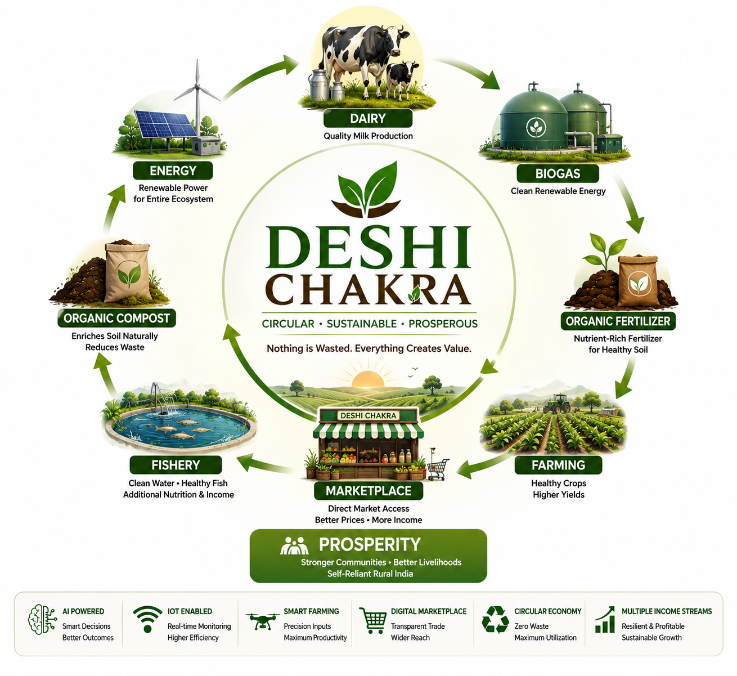 DAIRY
Quality Milk Production
BIOGAS
Clean Renewable Energy
ORGANIC FERTILIZER
Nutrient-Rich Fertilizer
for Healthy Soil
FARMING
Healthy Crops
Higher Yields
DESHI CHAKRA
MARKETPLACE
Direct Market Access
Better Prices • More Income
FISHERY
Clean Water • Healthy Fish
Additional Nutrition & Income
ORGANIC COMPOST
Enriches Soil Naturally
Reduces Waste
ENERGY
Renewable Power
for Entire Ecosystem
DESHI
CHAKRA
CIRCULAR • SUSTAINABLE • PROSPEROUS
Nothing is Wasted. Everything Creates Value.
PROSPERITY
Stronger Communities • Better Livelihoods
Self-Reliant Rural India
AI POWERED
Smart Decisions
Better Outcomes
IOT ENABLED
Real-time Monitoring
Higher Efficiency
SMART FARMING
Precision Inputs
Maximum Productivity
DIGITAL MARKETPLACE
Transparent Trade
Wider Reach
CIRCULAR ECONOMY
Zero Waste
Maximum Utilization
MULTIPLE INCOME STREAMS
Resilient & Profitable
Sustainable Growth